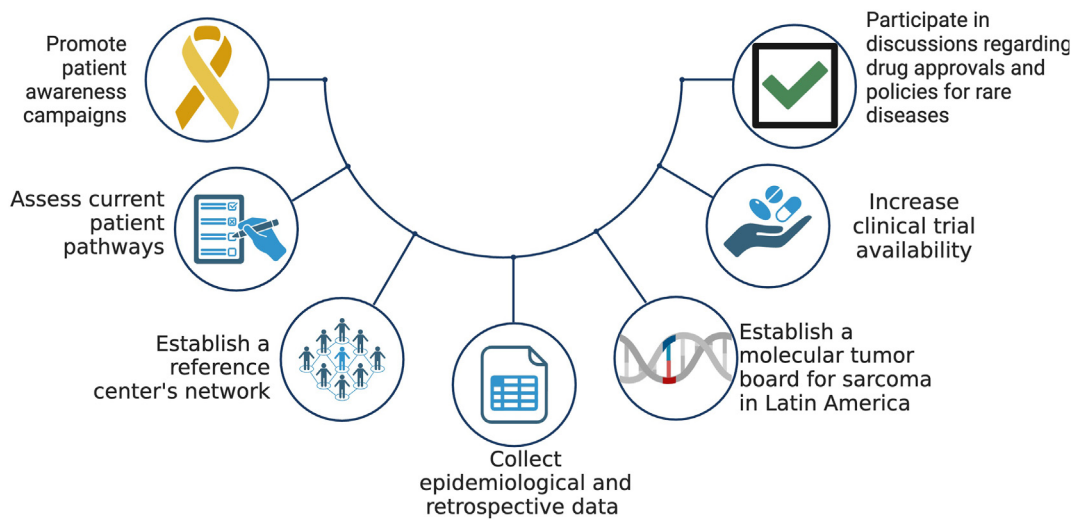 Promote
patient
awareness
campaigns
Assess current
patient
pathways
Establish a
reference
center's network
Collect
epidemiological and
retrospective data
Establish a
molecular tumor
board for sarcoma
in Latin America
Increase
clinical trial
availability
Participate in
discussions regarding
drug approvals and
policies for rare
diseases